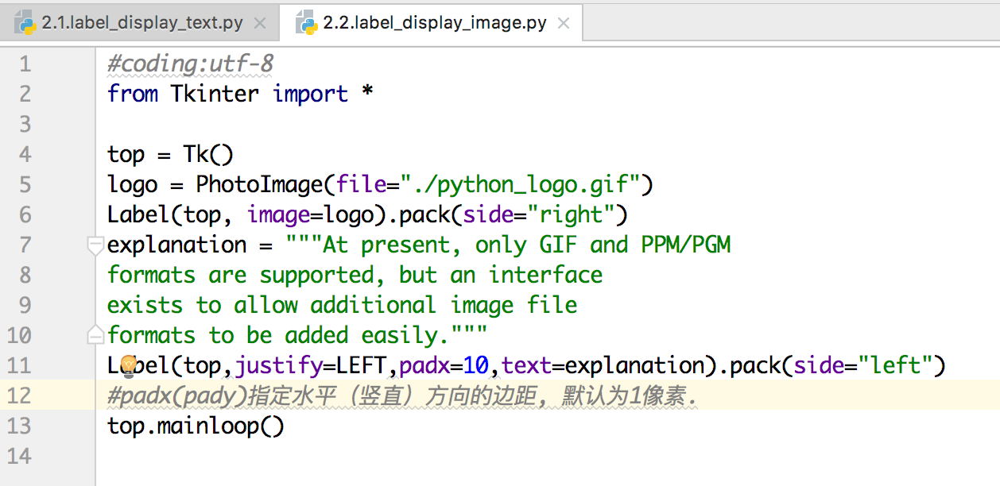 2.1.label_display_text.py
2.2.label_display_image.py
1 #coding:utf-8
2 from Tkinter import *
3
4 top = Tk()
5 logo = PhotoImage(file="./python_logo.gif")
6 Label(top, image=logo).pack(side="right")
7 explanation = """At present, only GIF and PPM/PGM
8 formats are supported, but an interface
9 exists to allow additional image file
10 formats to be added easily."""
11 Label(top,justify=LEFT,padx=10,text=explanation).pack(side="left")
12 #padx(pady)指定水平（竖直）方向的边距，默认为1像素.
13 top.mainloop()
14